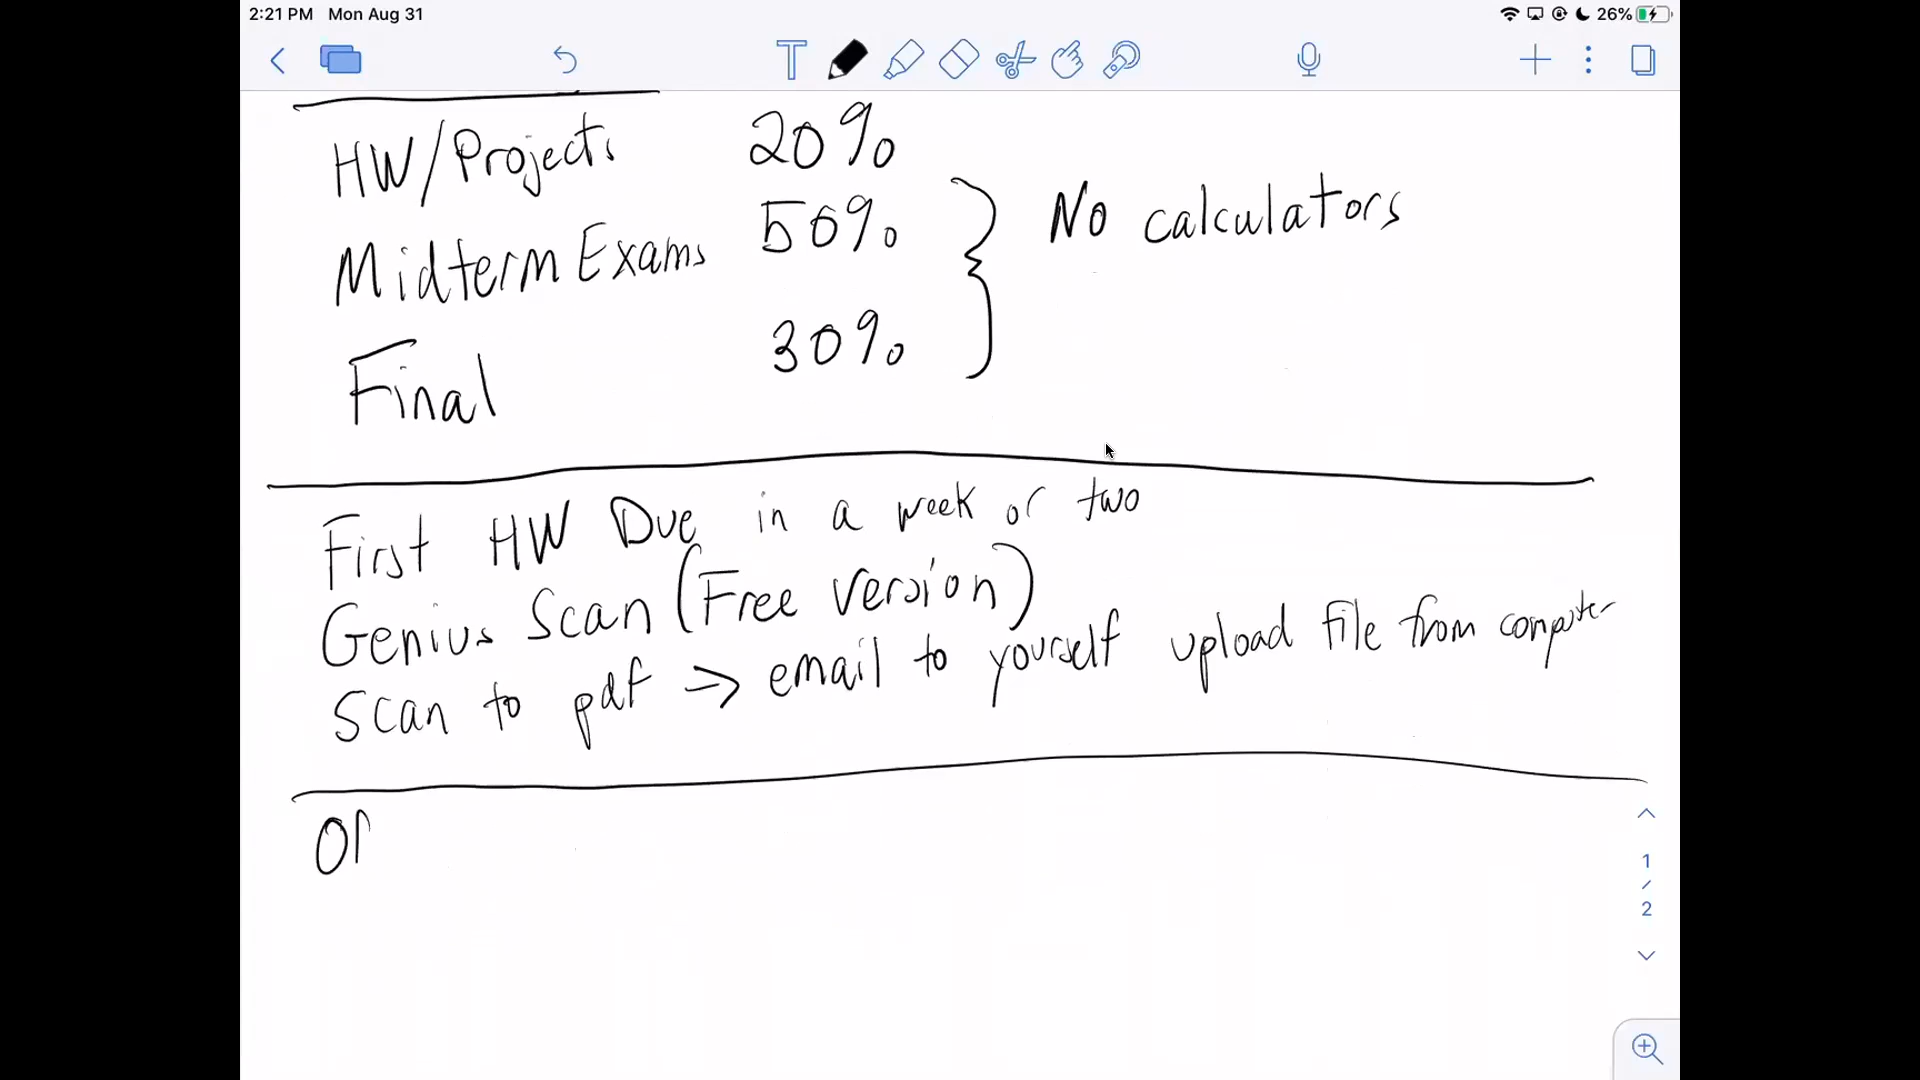 2:21 PM Mon Aug 31 26%
T
HW/Projects 20%
Midterm Exams 50% No calculators
Final 30%
First HW Due in a week or two
Genius Scan (Free version)
Scan to pdf → email to yourself upload file from computer
1
/
2